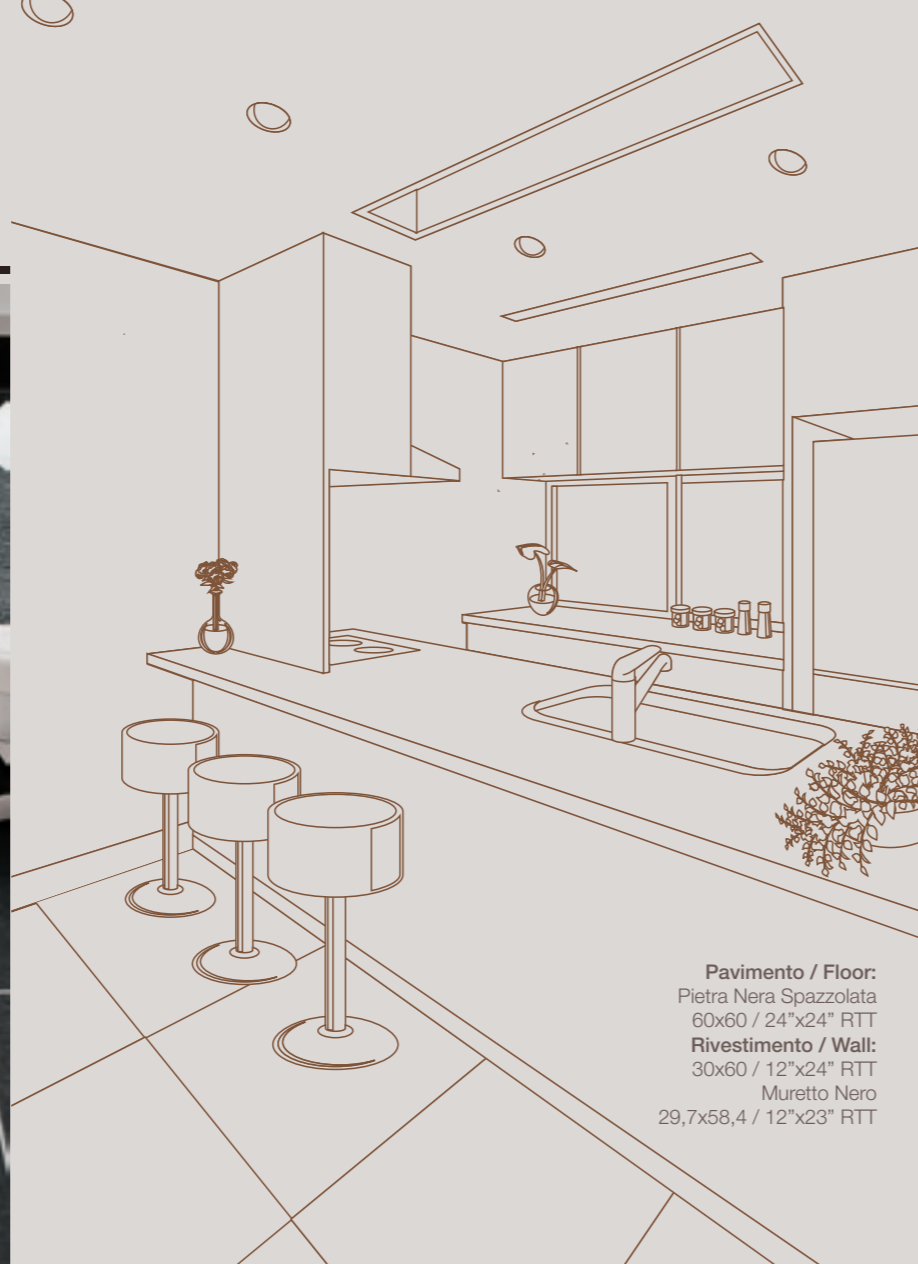 Pavimento / Floor:
Pietra Nera Spazzolata
60x60 / 24”x24” RTT
Rivestimento / Wall:
30x60 / 12”x24” RTT
Muretto Nero
29,7x58,4 / 12”x23” RTT